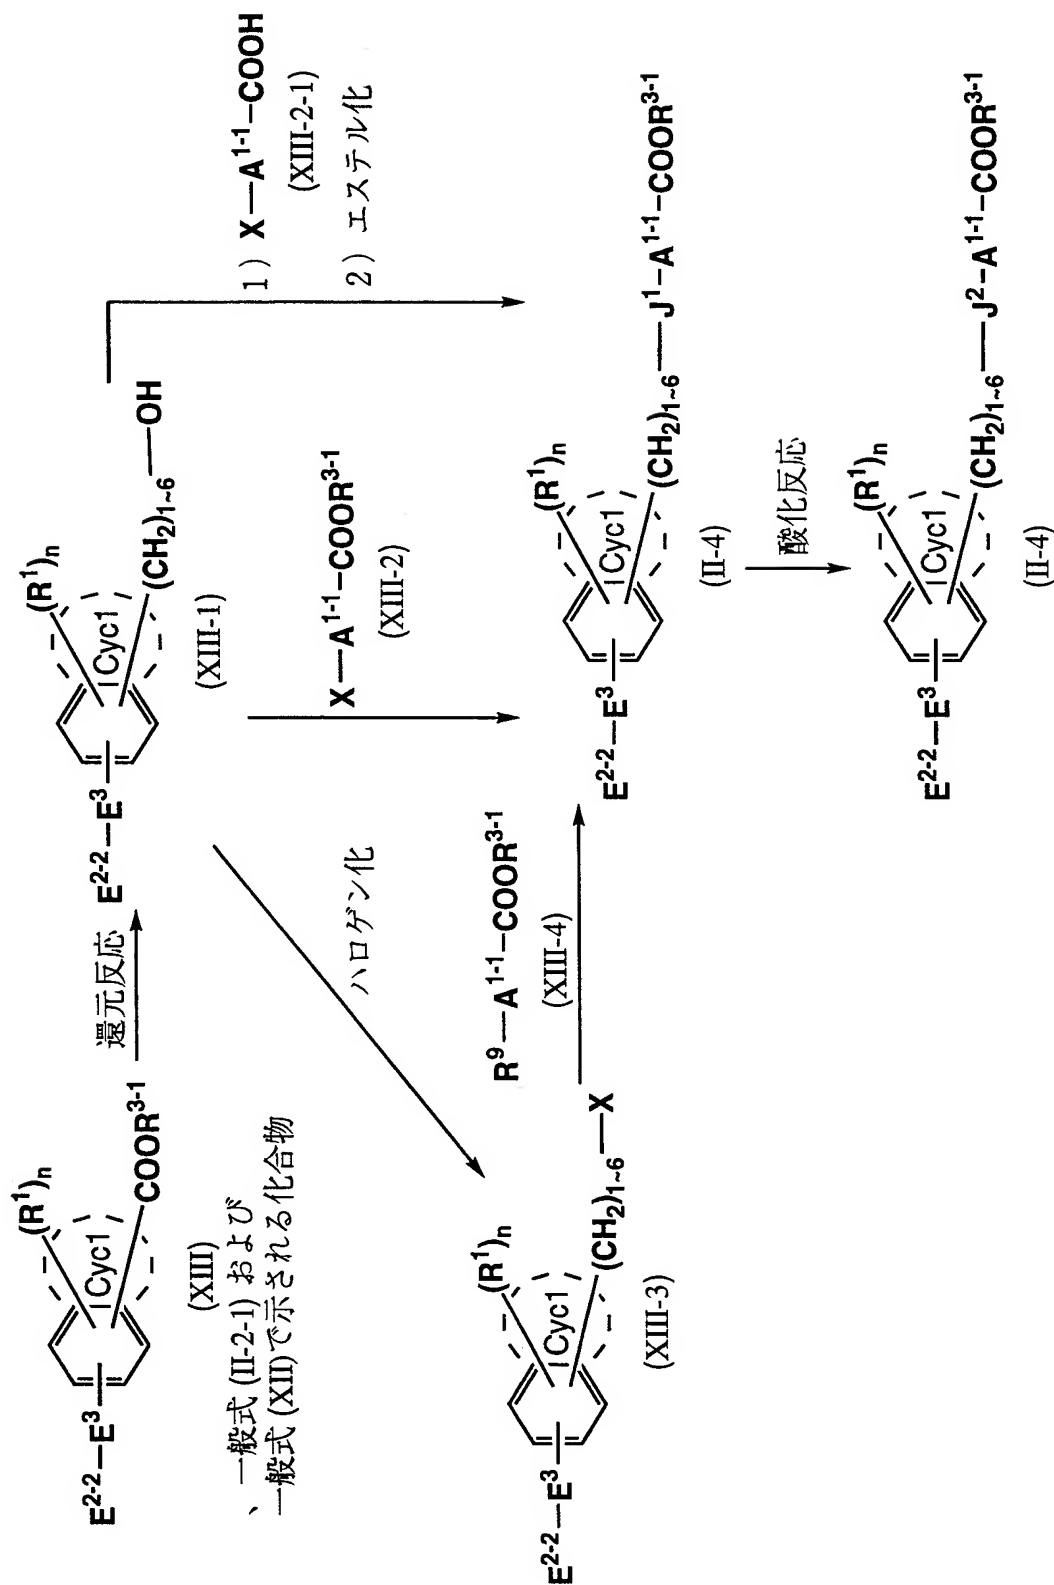 E²⁻²—E³ Cyc1 (R¹)ₙ COOR³⁻¹
(XIII)
、一般式 (II-2-1) および
一般式 (XII) で示される化合物
還元反応
E²⁻²—E³ Cyc1 (R¹)ₙ (CH₂)₁~₆—OH
(XIII-1)
1) X—A¹⁻¹—COOH
(XIII-2-1)
2) エステル化
ハロゲン化
X—A¹⁻¹—COOR³⁻¹
(XIII-2)
E²⁻²—E³ Cyc1 (R¹)ₙ (CH₂)₁~₆—X
(XIII-3)
R⁹—A¹⁻¹—COOR³⁻¹
(XIII-4)
E²⁻²—E³ Cyc1 (R¹)ₙ (CH₂)₁~₆—J¹—A¹⁻¹—COOR³⁻¹
(II-4)
酸化反応
E²⁻²—E³ Cyc1 (R¹)ₙ (CH₂)₁~₆—J²—A¹⁻¹—COOR³⁻¹
(II-4)